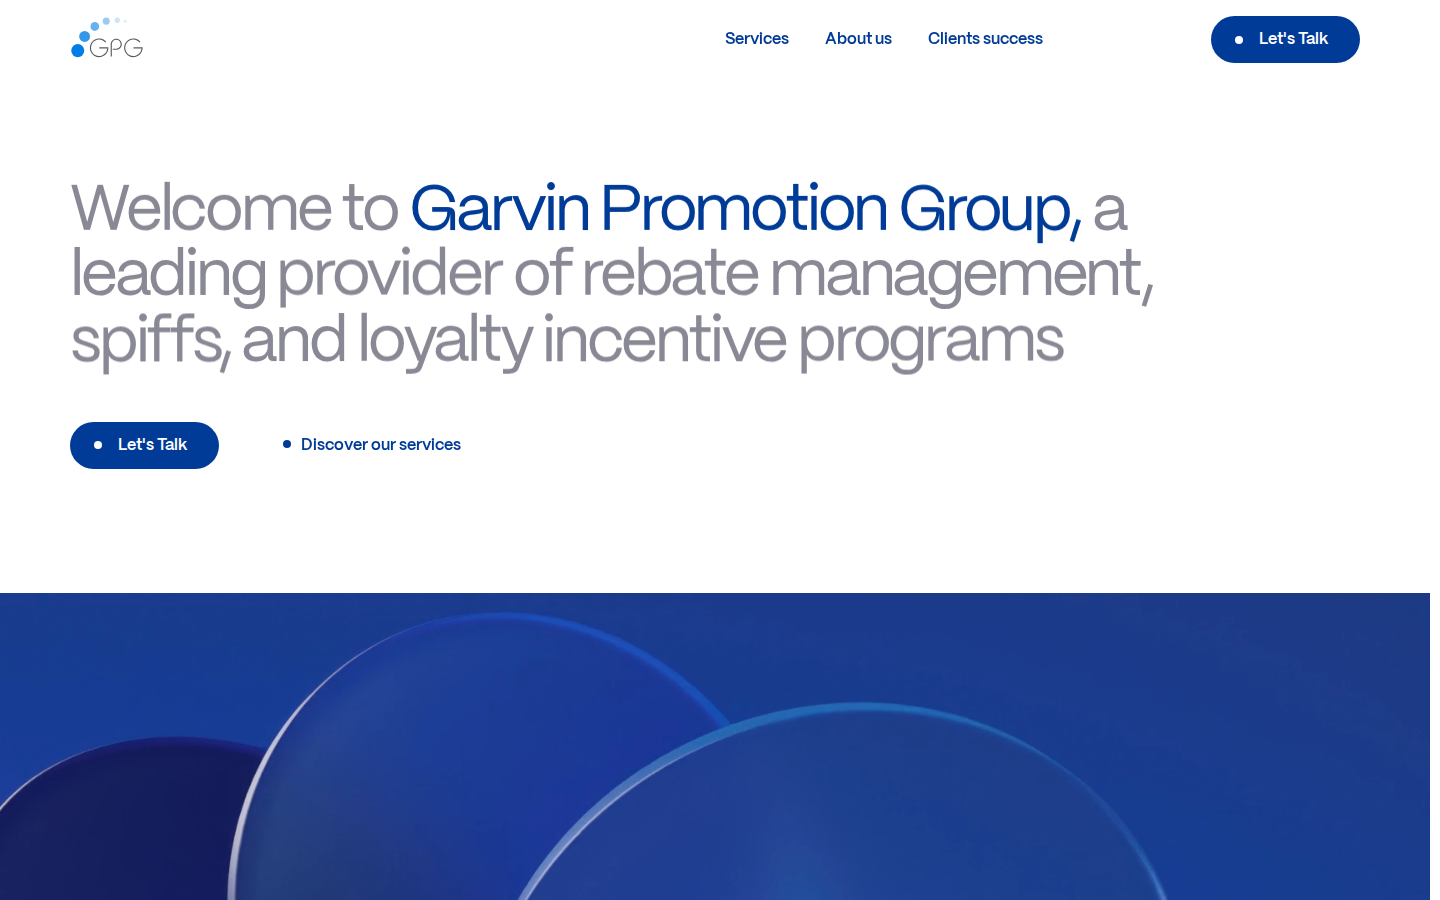 GPG
Services
About us
Clients success
Let's Talk
Welcome to Garvin Promotion Group, a
leading provider of rebate management,
spiffs, and loyalty incentive programs
Let's Talk
Discover our services